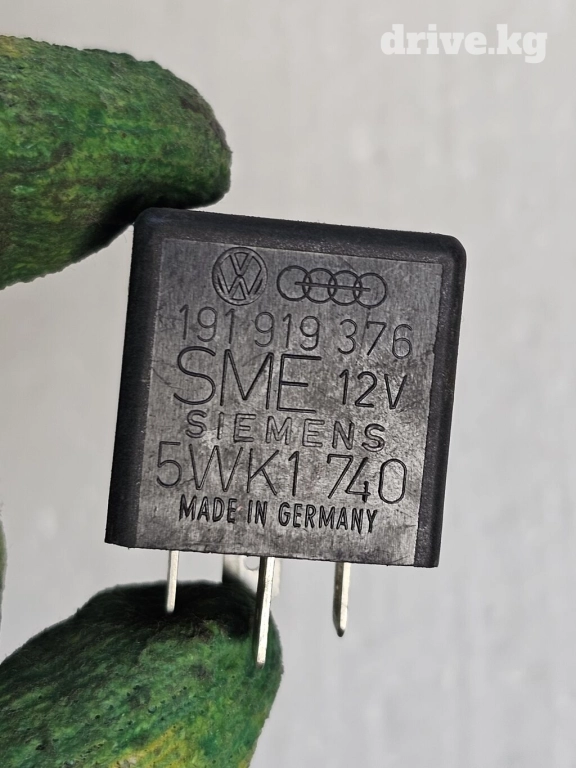 drive.kg
191 919 376
SME 12V
SIEMENS
5WK1 740
MADE IN GERMANY